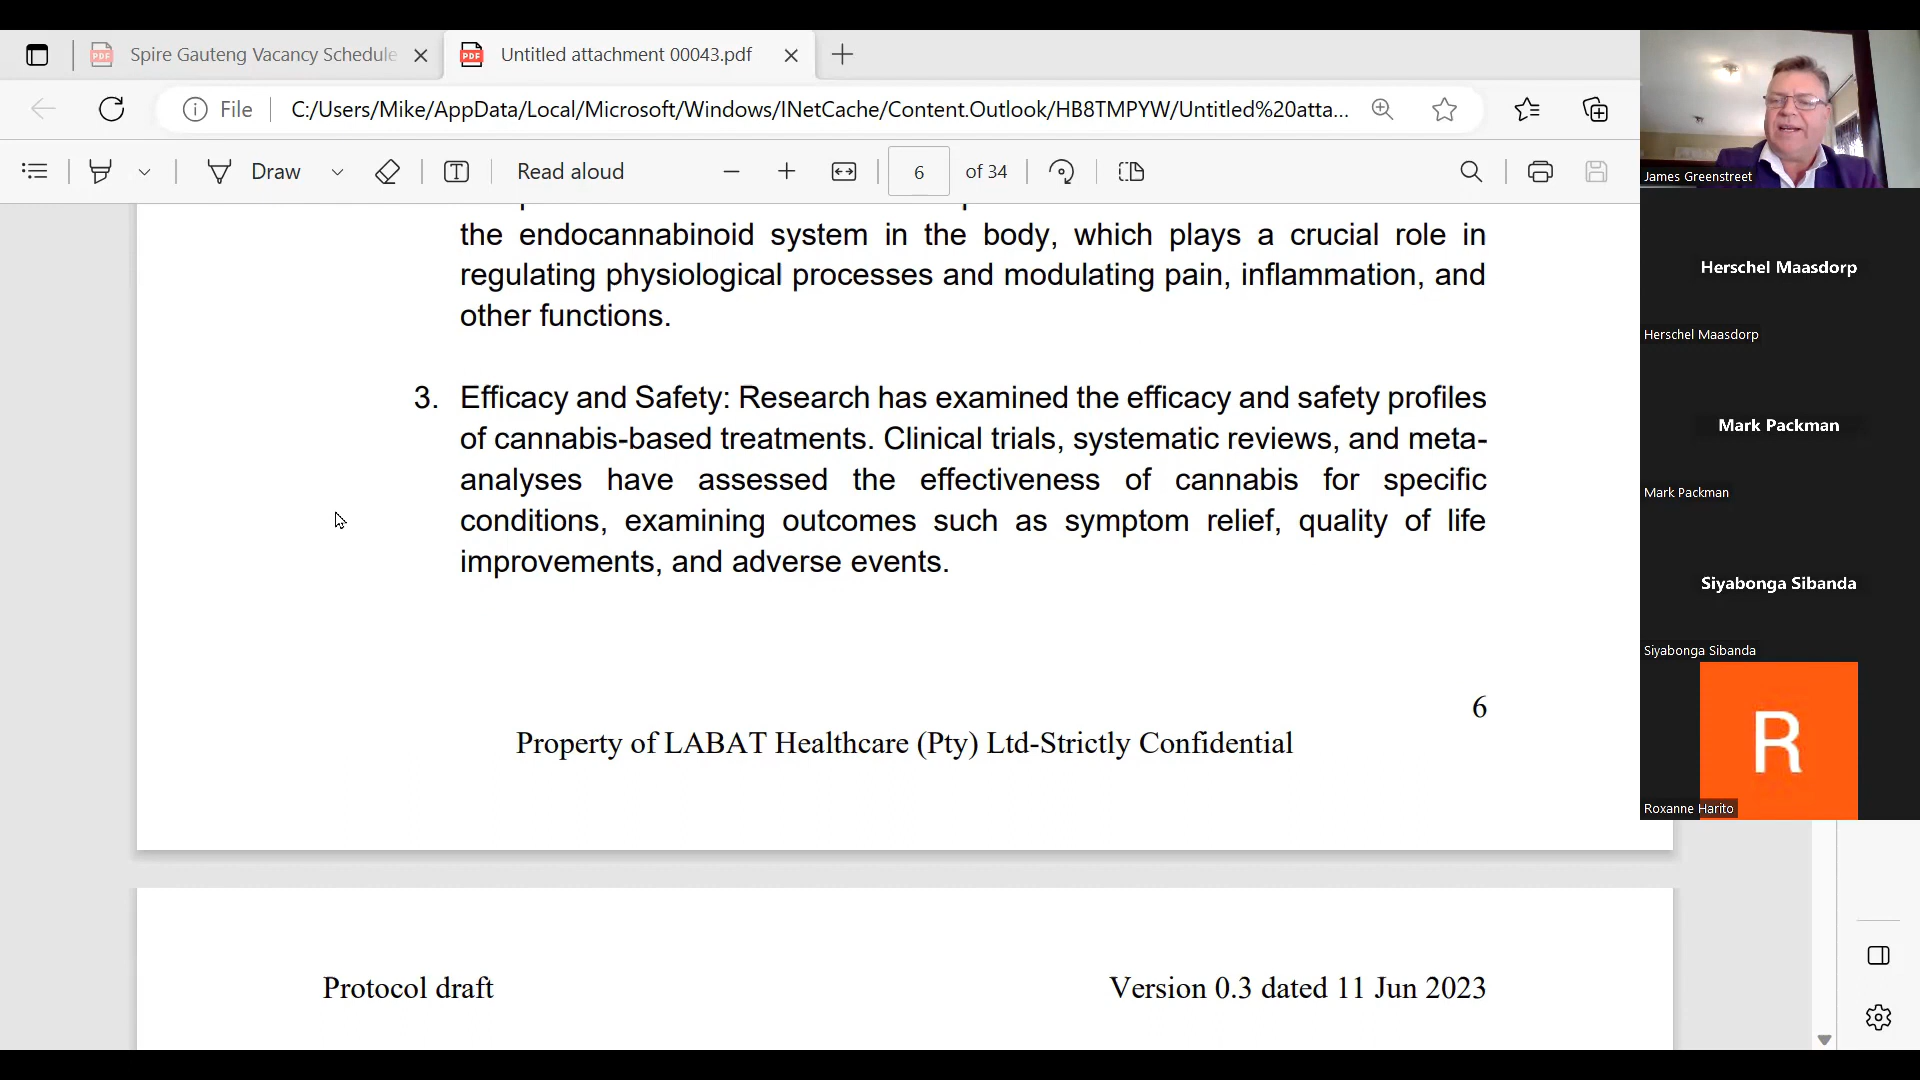 Spire Gauteng Vacancy Schedule
Untitled attachment 00043.pdf
File
C:/Users/Mike/AppData/Local/Microsoft/Windows/INetCache/Content.Outlook/HB8TMPYW/Untitled%20atta...
Draw
Read aloud
6
of 34
the endocannabinoid system in the body, which plays a crucial role in
regulating physiological processes and modulating pain, inflammation, and
other functions.
3. Efficacy and Safety: Research has examined the efficacy and safety profiles
of cannabis-based treatments. Clinical trials, systematic reviews, and meta-
analyses have assessed the effectiveness of cannabis for specific
conditions, examining outcomes such as symptom relief, quality of life
improvements, and adverse events.
6
Property of LABAT Healthcare (Pty) Ltd-Strictly Confidential
Protocol draft
Version 0.3 dated 11 Jun 2023
James Greenstreet
Herschel Maasdorp
Herschel Maasdorp
Mark Packman
Mark Packman
Siyabonga Sibanda
Siyabonga Sibanda
R
Roxanne Harito